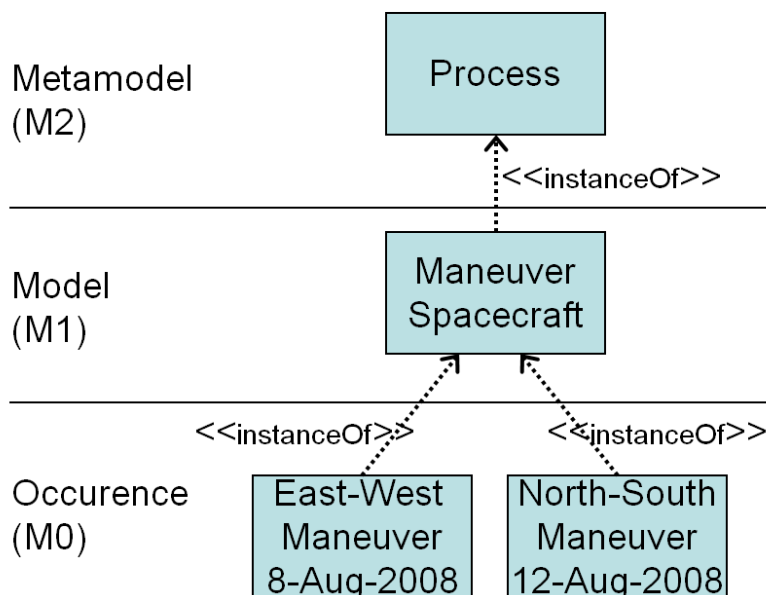 Metamodel
(M2)
Process
<<instanceOf>>
Model
(M1)
Maneuver
Spacecraft
<<instanceOf>>
<<instanceOf>>
Occurence
(M0)
East-West
Maneuver
8-Aug-2008
North-South
Maneuver
12-Aug-2008